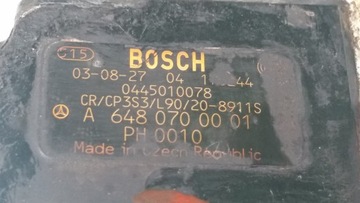 C15 BOSCH
03-08-27 04
0445010078
CR/CP3S3/L90/20-8911S
A 648 070 00 01
PH 0010
Made in Czech Republic